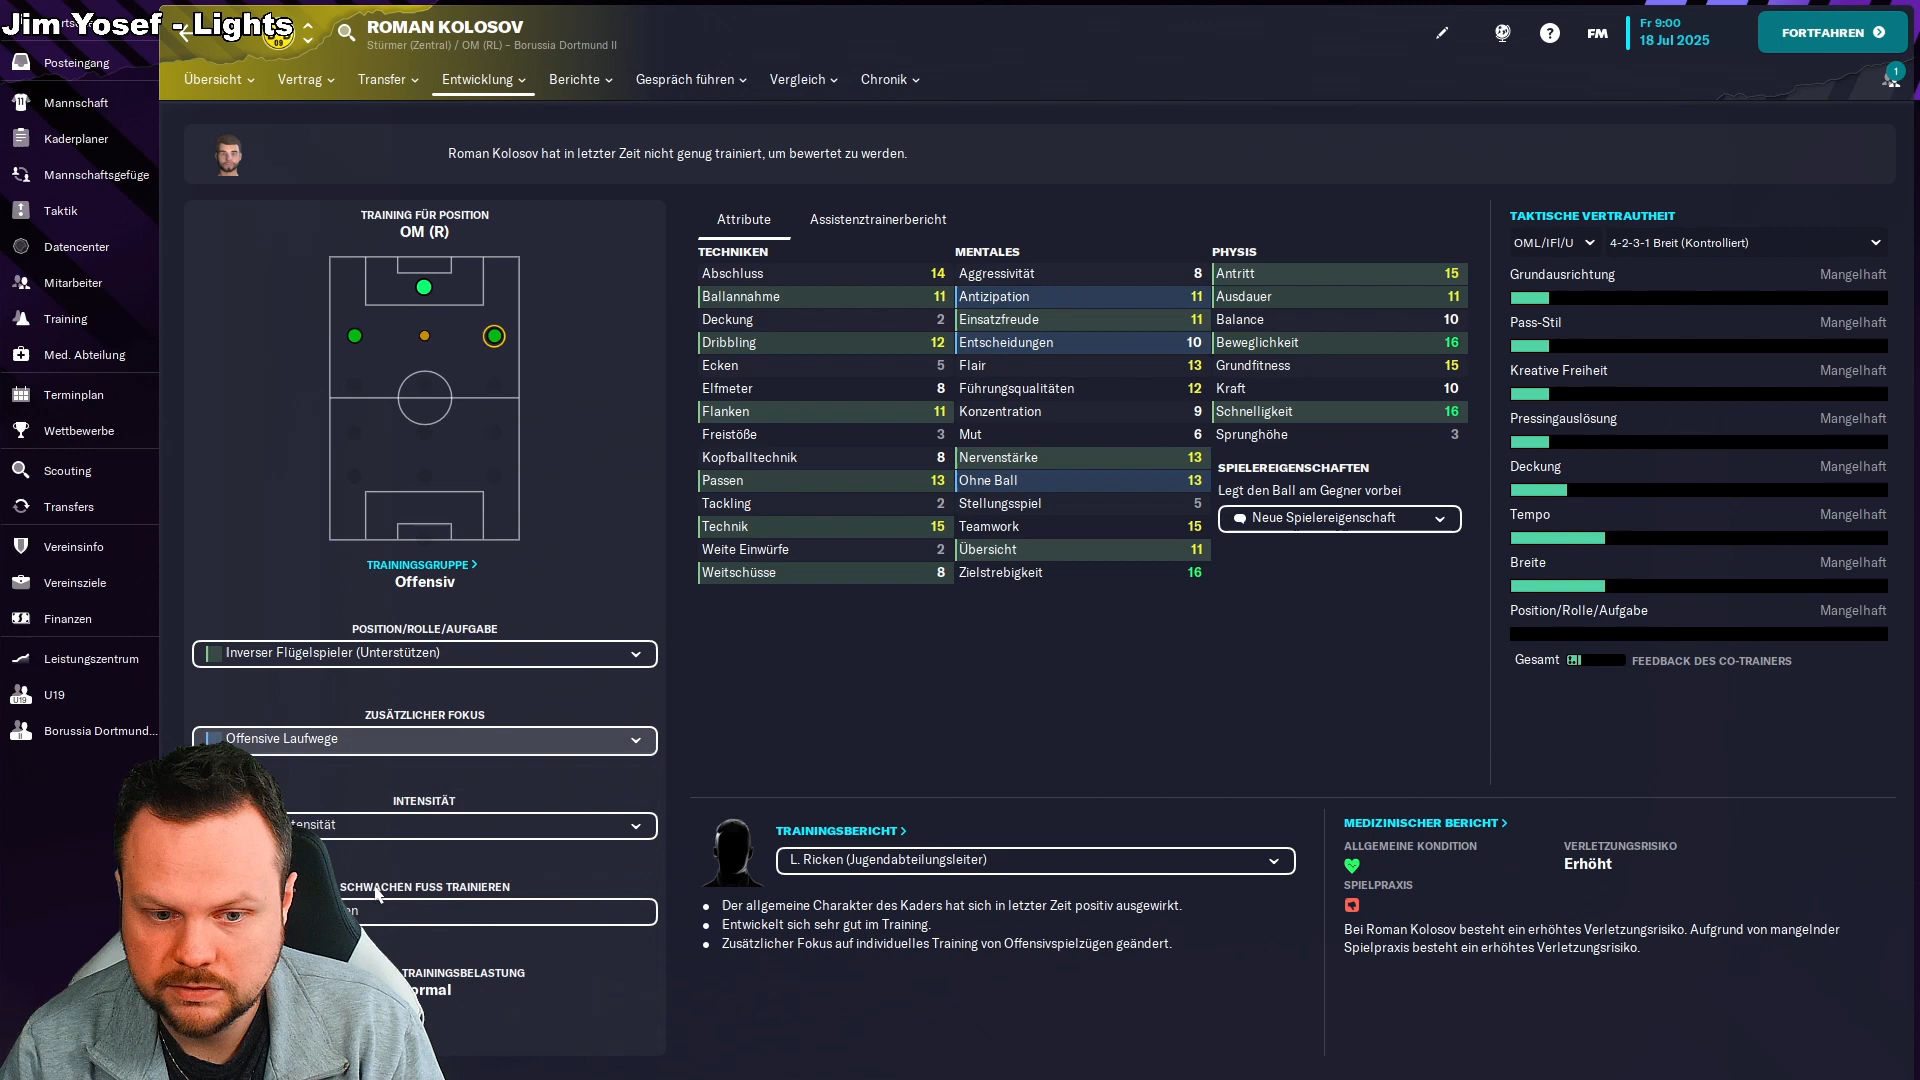 Jim Yosef - Lights
ROMAN KOLOSOV
Stürmer (Zentral) / OM (RL) - Borussia Dortmund II
FM
Fr 9:00
18 Jul 2025
FORTFAHREN
1
Übersicht
Vertrag
Transfer
Entwicklung
Berichte
Gespräch führen
Vergleich
Chronik
Posteingang
Mannschaft
Kaderplaner
Mannschaftsgefüge
Taktik
Datencenter
Mitarbeiter
Training
Med. Abteilung
Terminplan
Wettbewerbe
Scouting
Transfers
Vereinsinfo
Vereinsziele
Finanzen
Leistungszentrum
U19
Borussia Dortmund...
Roman Kolosov hat in letzter Zeit nicht genug trainiert, um bewertet zu werden.
TRAINING FÜR POSITION
OM (R)
TRAININGSGRUPPE
Offensiv
POSITION/ROLLE/AUFGABE
Inverser Flügelspieler (Unterstützen)
ZUSÄTZLICHER FOKUS
Offensive Laufwege
INTENSITÄT
tensität
SCHWACHEN FUSS TRAINIEREN
en
TRAININGSBELASTUNG
ormal
Attribute
Assistenztrainerbericht
TECHNIKEN
Abschluss 14
Ballannahme 11
Deckung 2
Dribbling 12
Ecken 5
Elfmeter 8
Flanken 11
Freistöße 3
Kopfballtechnik 8
Passen 13
Tackling 2
Technik 15
Weite Einwürfe 2
Weitschüsse 8
MENTALES
Aggressivität 8
Antizipation 11
Einsatzfreude 11
Entscheidungen 10
Flair 13
Führungsqualitäten 12
Konzentration 9
Mut 6
Nervenstärke 13
Ohne Ball 13
Stellungsspiel 5
Teamwork 15
Übersicht 11
Zielstrebigkeit 16
PHYSIS
Antritt 15
Ausdauer 11
Balance 10
Beweglichkeit 16
Grundfitness 15
Kraft 10
Schnelligkeit 16
Sprunghöhe 3
SPIELEREIGENSCHAFTEN
Legt den Ball am Gegner vorbei
Neue Spielereigenschaft
TAKTISCHE VERTRAUTHEIT
OML/IFl/U
4-2-3-1 Breit (Kontrolliert)
Grundausrichtung Mangelhaft
Pass-Stil Mangelhaft
Kreative Freiheit Mangelhaft
Pressingauslösung Mangelhaft
Deckung Mangelhaft
Tempo Mangelhaft
Breite Mangelhaft
Position/Rolle/Aufgabe Mangelhaft
Gesamt
FEEDBACK DES CO-TRAINERS
TRAININGSBERICHT
L. Ricken (Jugendabteilungsleiter)
Der allgemeine Charakter des Kaders hat sich in letzter Zeit positiv ausgewirkt.
Entwickelt sich sehr gut im Training.
Zusätzlicher Fokus auf individuelles Training von Offensivspielzügen geändert.
MEDIZINISCHER BERICHT
ALLGEMEINE KONDITION
VERLETZUNGSRISIKO
Erhöht
SPIELPRAXIS
Bei Roman Kolosov besteht ein erhöhtes Verletzungsrisiko. Aufgrund von mangelnder
Spielpraxis besteht ein erhöhtes Verletzungsrisiko.